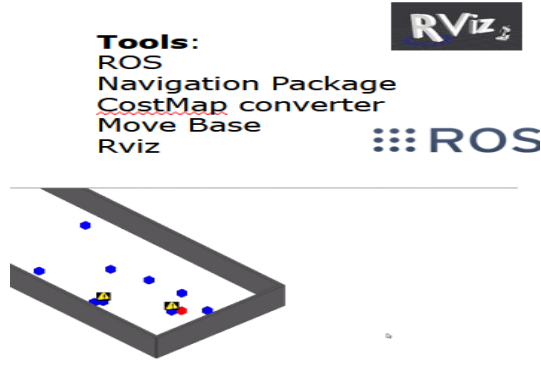 RViz
Tools:
ROS
Navigation Package
CostMap converter
Move Base
Rviz
ROS